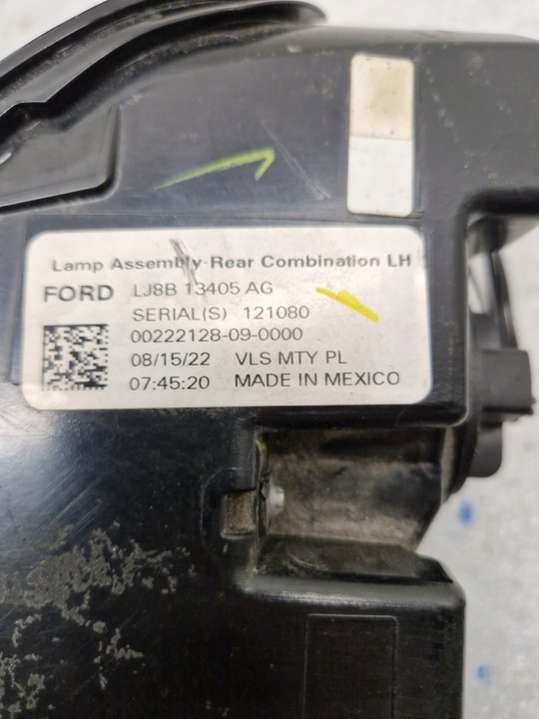 Lamp Assembly-Rear Combination LH
FORD LJ8B 13405 AG
SERIAL(S) 121080
00222128-09-0000
08/15/22 VLS MTY PL
07:45:20 MADE IN MEXICO